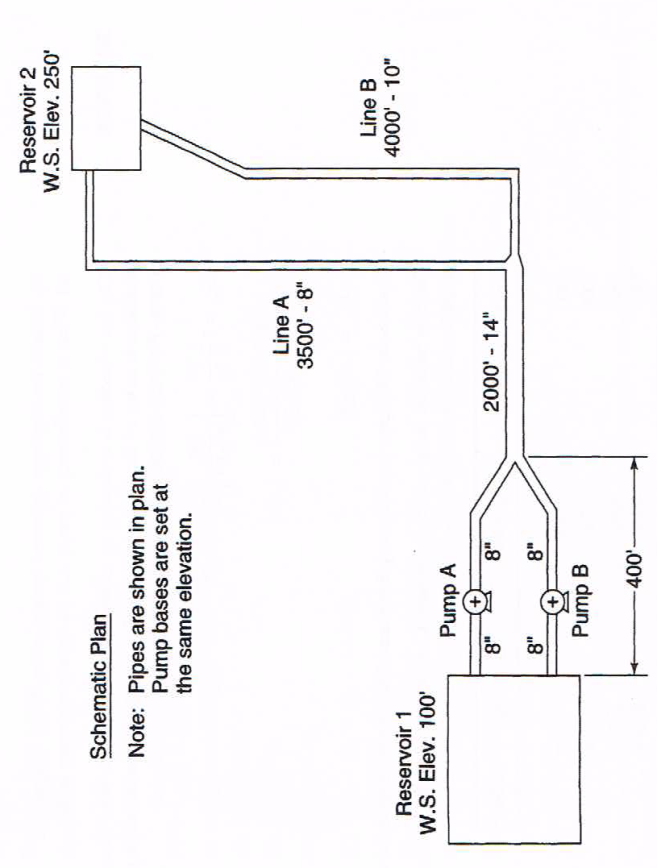 Schematic Plan
Note: Pipes are shown in plan.
Pump bases are set at
the same elevation.
Reservoir 1
W.S. Elev. 100'
Pump A
8"
8"
8"
8"
Pump B
400'
2000' - 14"
Line A
3500' - 8"
Line B
4000' - 10"
Reservoir 2
W.S. Elev. 250'